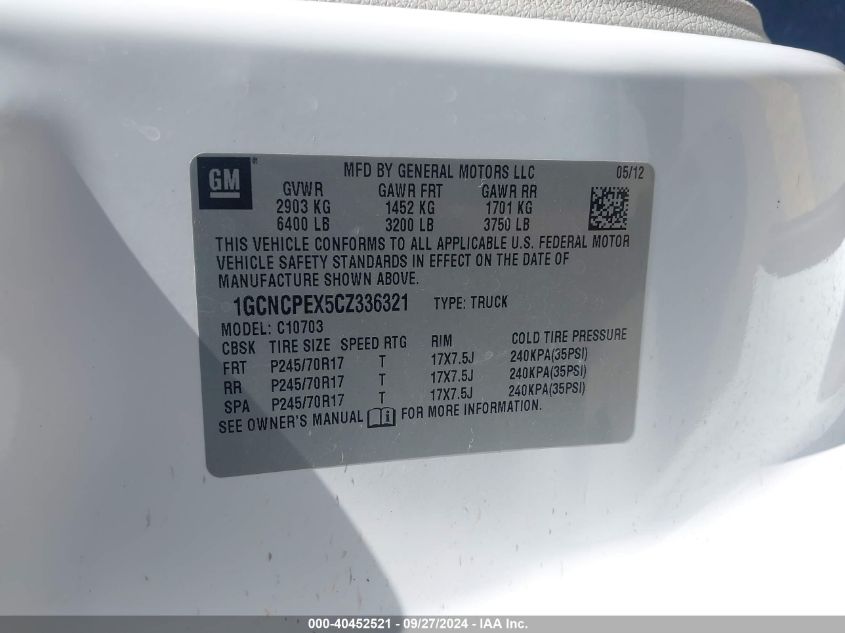 GM®
MFD BY GENERAL MOTORS LLC 05/12
GVWR GAWR FRT GAWR RR
2903 KG 1452 KG 1701 KG
6400 LB 3200 LB 3750 LB
THIS VEHICLE CONFORMS TO ALL APPLICABLE U.S. FEDERAL MOTOR
VEHICLE SAFETY STANDARDS IN EFFECT ON THE DATE OF
MANUFACTURE SHOWN ABOVE.
1GCNCPEX5CZ336321 TYPE: TRUCK
MODEL: C10703
CBSK TIRE SIZE SPEED RTG RIM COLD TIRE PRESSURE
FRT P245/70R17 T 17X7.5J 240KPA(35PSI)
RR P245/70R17 T 17X7.5J 240KPA(35PSI)
SPA P245/70R17 T 17X7.5J 240KPA(35PSI)
SEE OWNER'S MANUAL i FOR MORE INFORMATION.
000-40452521 - 09/27/2024 - IAA Inc.